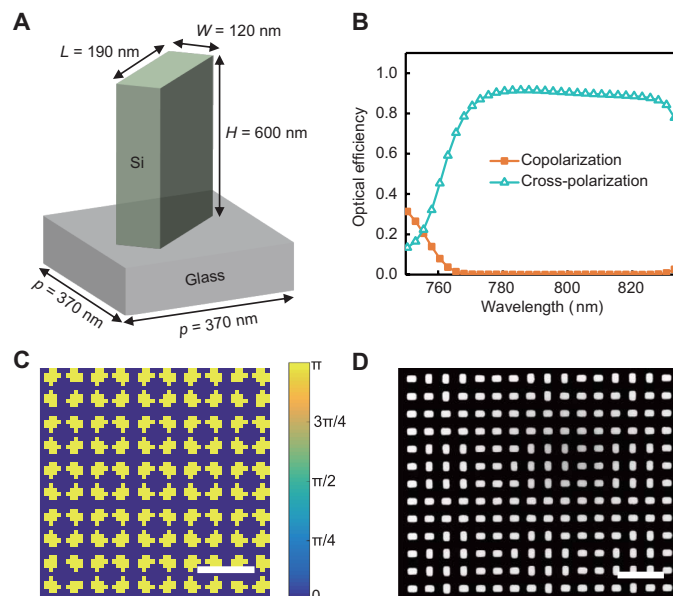 A
L = 190 nm
W = 120 nm
H = 600 nm
Si
Glass
p = 370 nm
p = 370 nm
B
Optical efficiency
1.0
0.8
0.6
0.4
0.2
0.0
Copolarization
Cross-polarization
760
780
800
820
Wavelength (nm)
C
π
3π/4
π/2
π/4
0
D